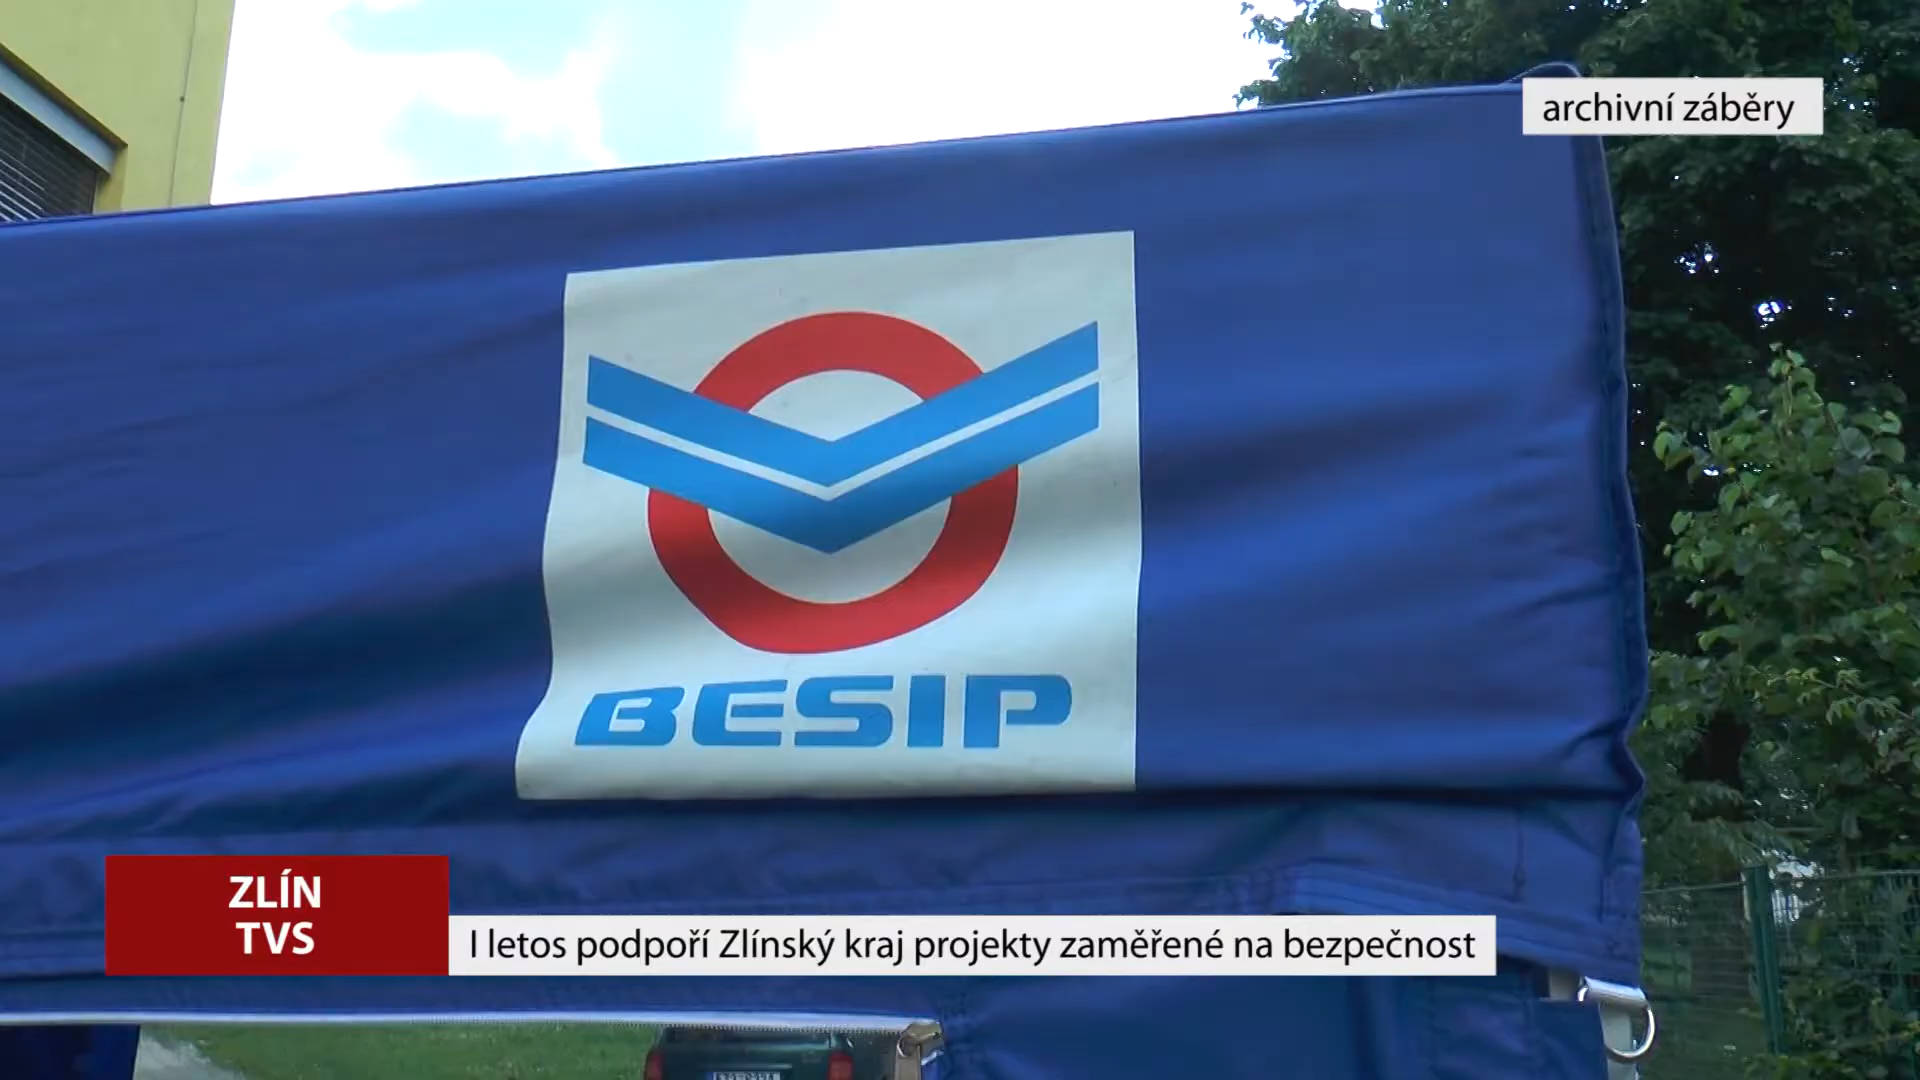 archivní záběry
BESIP
ZLÍN
TVS
I letos podpoří Zlínský kraj projekty zaměřené na bezpečnost